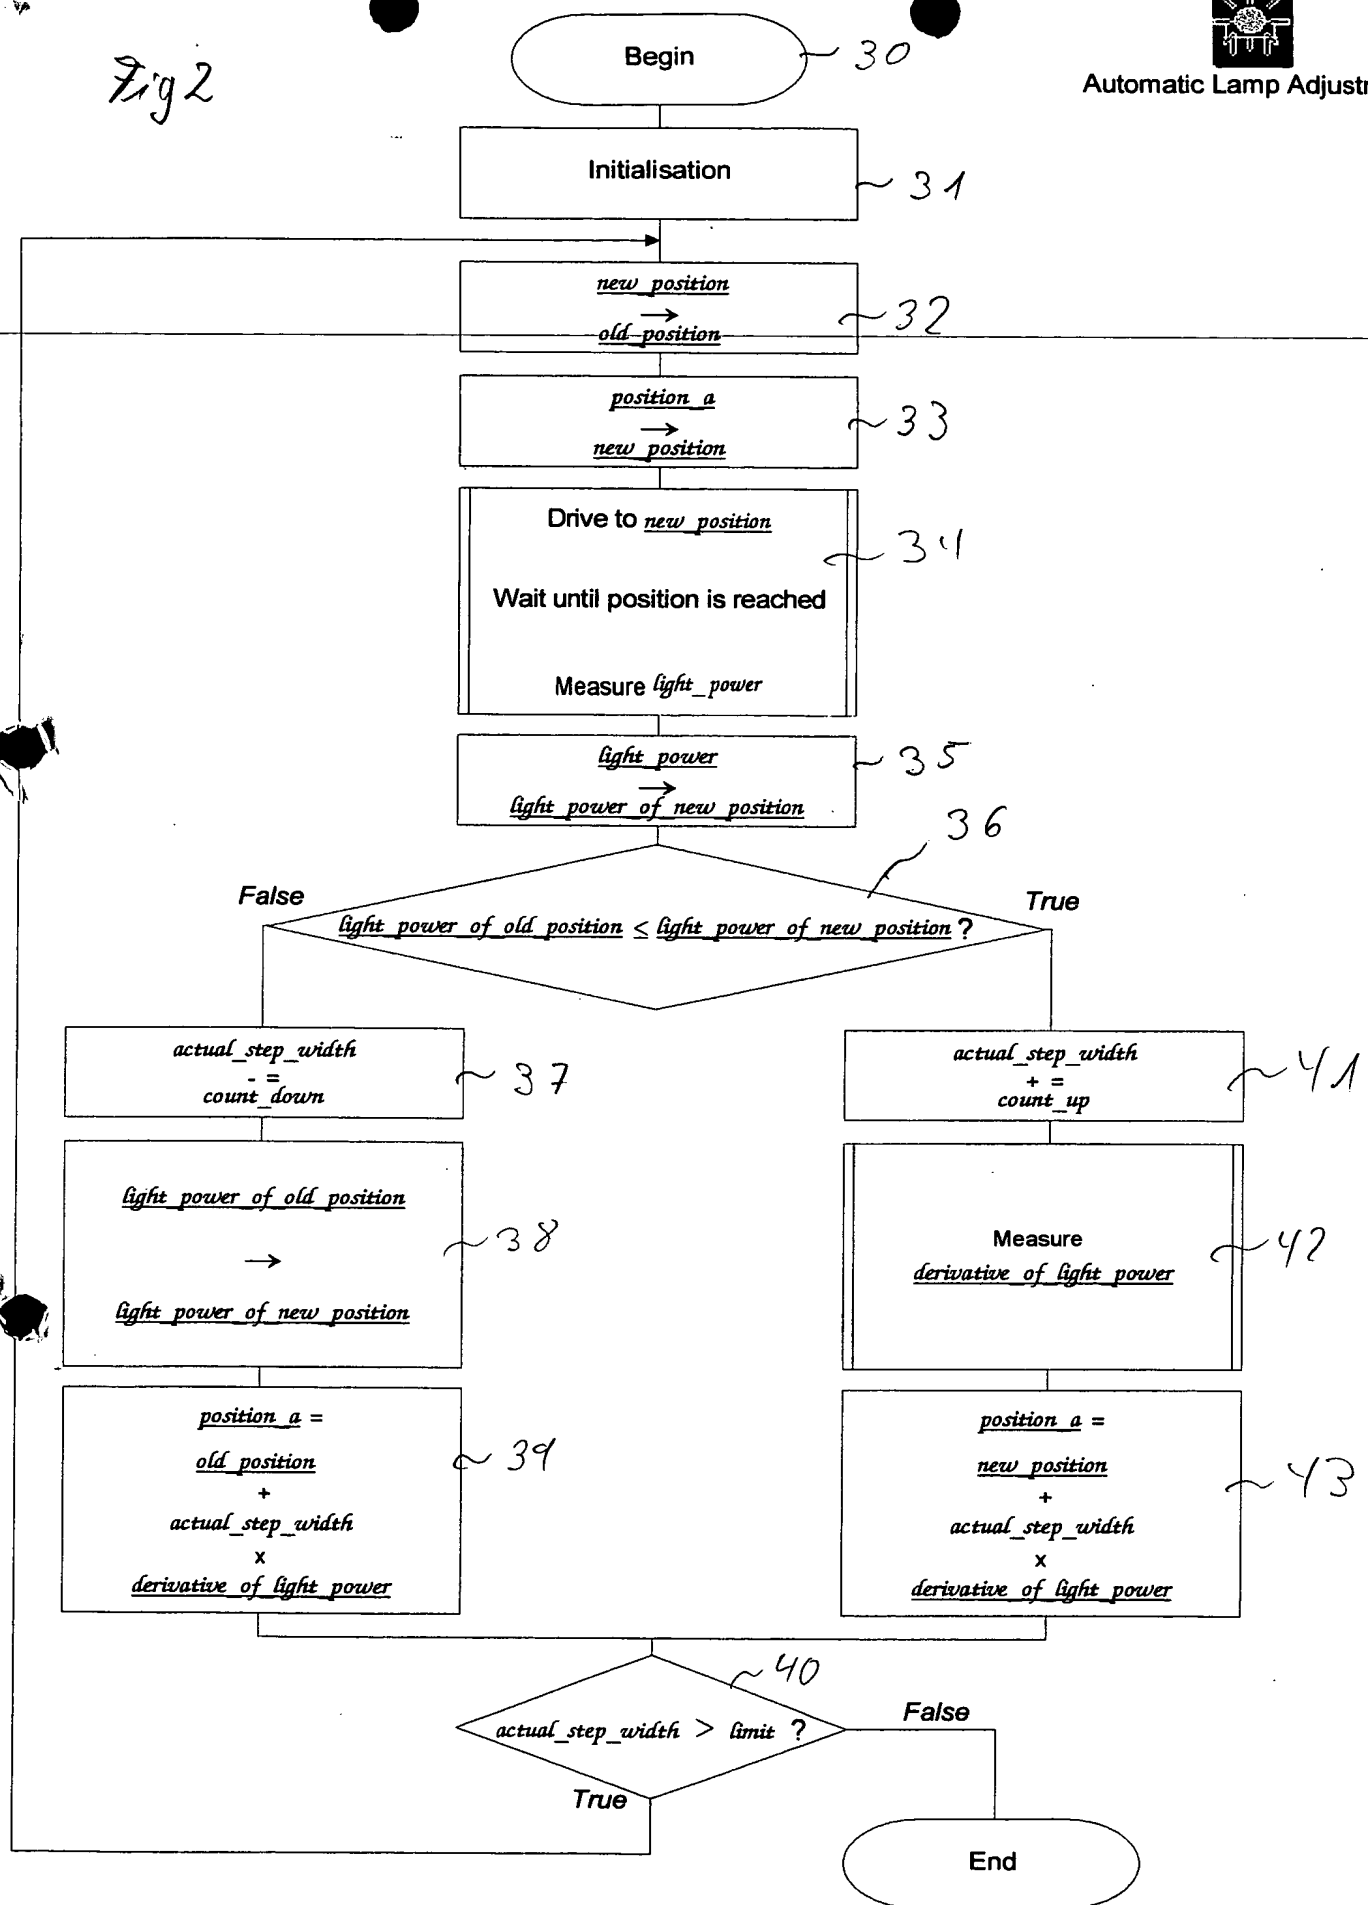 Fig 2
Begin
30
Automatic Lamp Adjustr
Initialisation
31
new_position
→
old_position
32
position_a
→
new_position
33
Drive to new_position
34
Wait until position is reached
Measure light_power
light_power
→
light_power_of_new_position
35
36
False
True
light_power_of_old_position ≤ light_power_of_new_position ?
actual_step_width
- =
count_down
37
actual_step_width
+ =
count_up
41
light_power_of_old_position
→
light_power_of_new_position
38
Measure
derivative_of_light_power
42
position_a =
old_position
+
actual_step_width
x
derivative_of_light_power
39
position_a =
new_position
+
actual_step_width
x
derivative_of_light_power
43
40
actual_step_width > limit ?
False
True
End